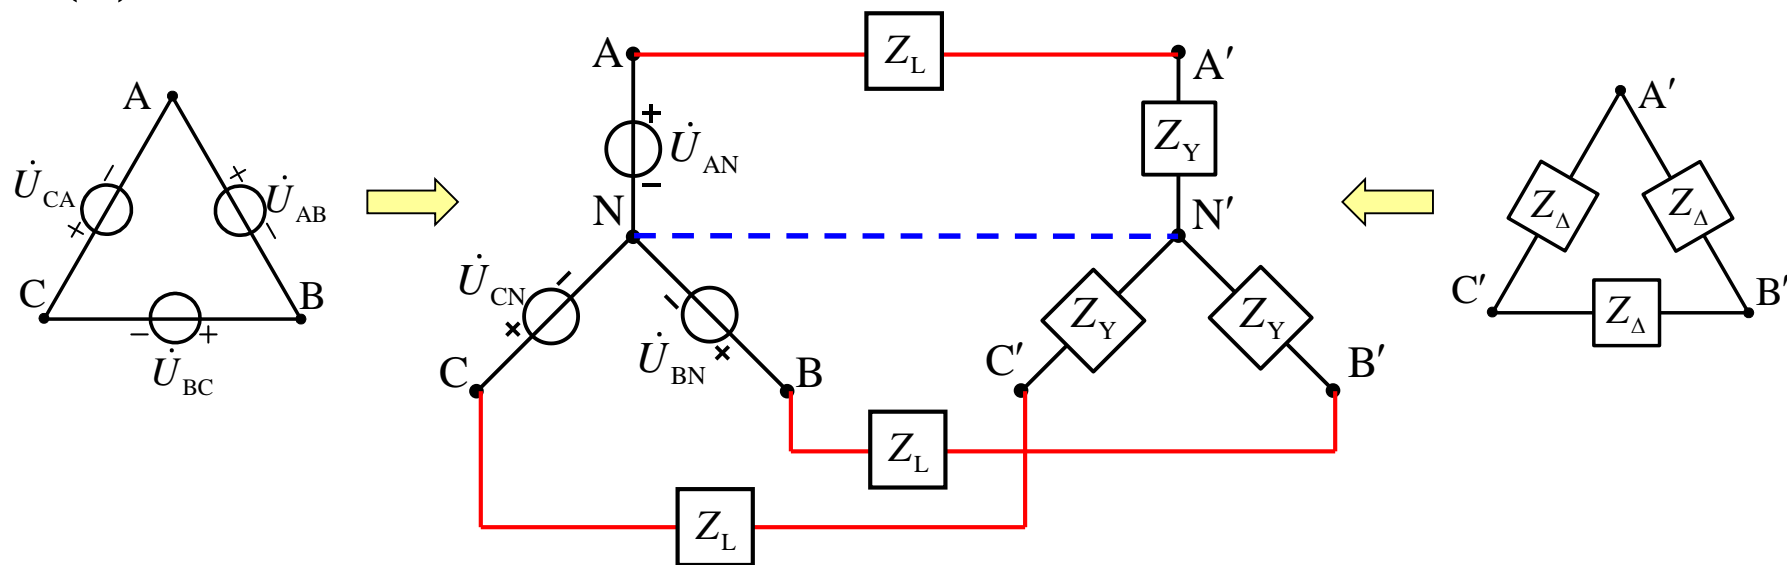 A
U̇CA
U̇AB
C
B
U̇BC
A
ZL
A′
U̇AN
ZY
N
N′
U̇CN
U̇BN
ZY
ZY
C
B
C′
B′
ZL
ZL
A′
ZΔ
ZΔ
C′
B′
ZΔ